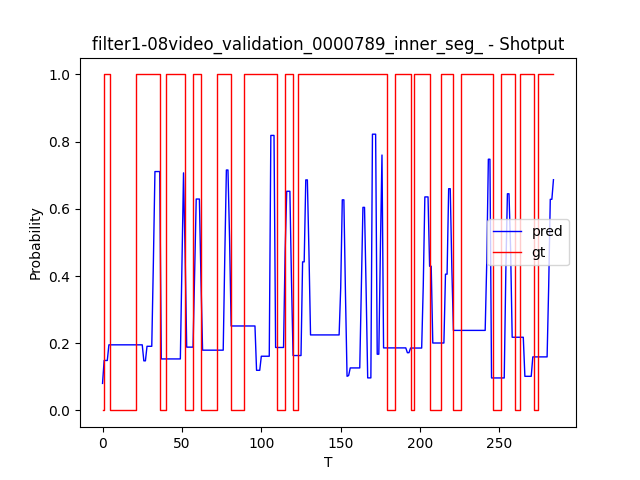 filter1-08video_validation_0000789_inner_seg_ - Shotput
1.0
0.8
0.6
0.4
0.2
0.0
Probability
pred
gt
0 50 100 150 200 250
T